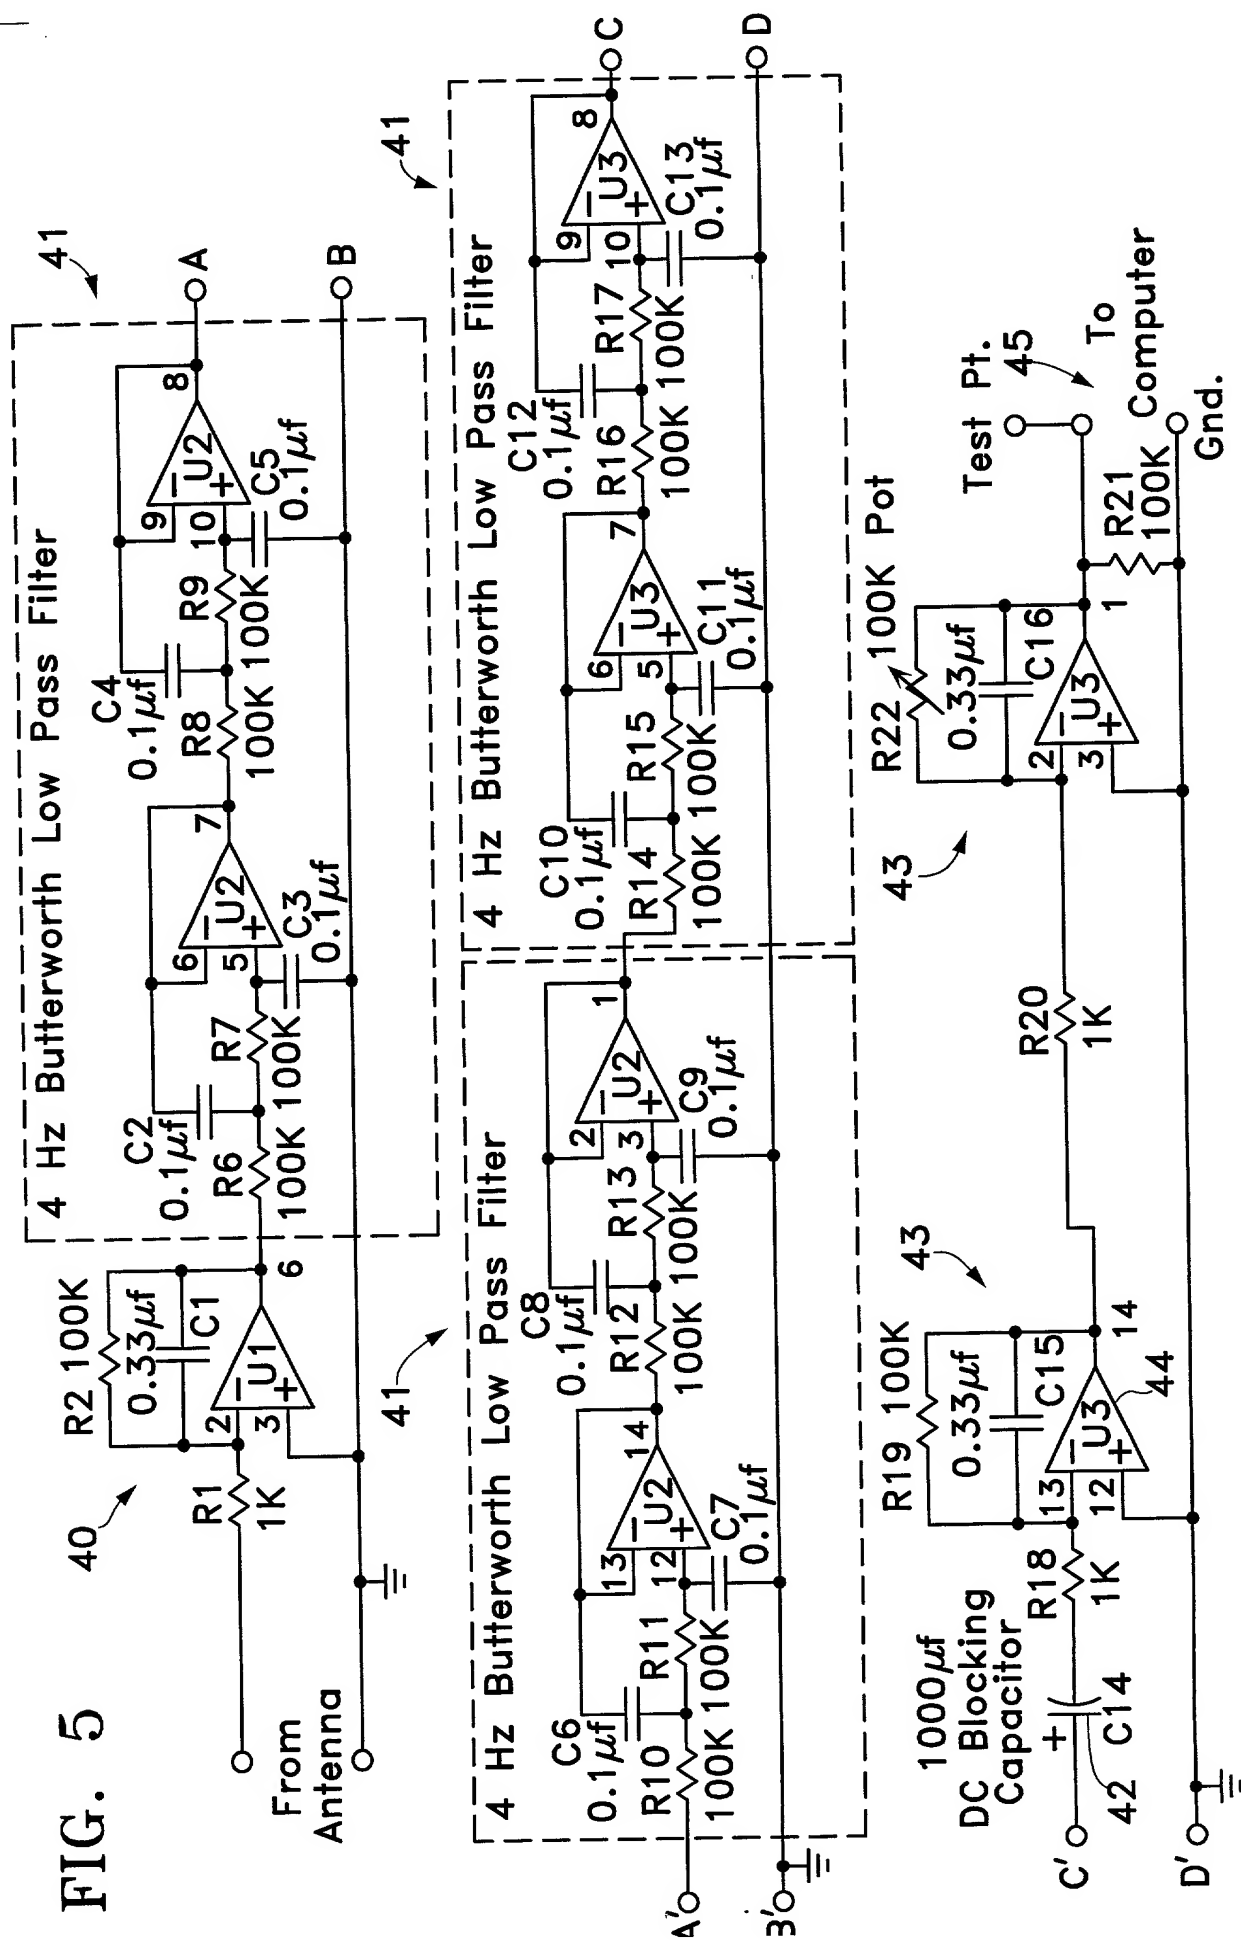 FIG. 5
From
Antenna
40
R1
1K
R2 100K
0.33µf
C1
2
3
−
+
U1
6
41
4 Hz Butterworth Low Pass Filter
C2
0.1µf
R6
100K
R7
100K
6
5
−
+
U2
7
C3
0.1µf
C4
0.1µf
R8
100K
R9
100K
9
10
−
+
U2
8
C5
0.1µf
A
B
A'
B'
41
4 Hz Butterworth Low Pass Filter
C6
0.1µf
R10
100K
R11
100K
13
12
−
+
U2
14
C7
0.1µf
C8
0.1µf
R12
100K
R13
100K
2
3
−
+
U2
1
C9
0.1µf
41
4 Hz Butterworth Low Pass Filter
C10
0.1µf
R14
100K
R15
100K
6
5
−
+
U3
7
C11
0.1µf
C12
0.1µf
R16
100K
R17
100K
9
10
−
+
U3
8
C13
0.1µf
C
D
C'
D'
1000µf
DC Blocking
Capacitor
+
C14
42
R18
1K
R19 100K
0.33µf
C15
13
12
−
+
U3
14
44
43
R20
1K
43
R22
100K Pot
0.33µf
C16
2
3
−
+
U3
1
R21
100K
Test Pt.
45
To
Computer
Gnd.